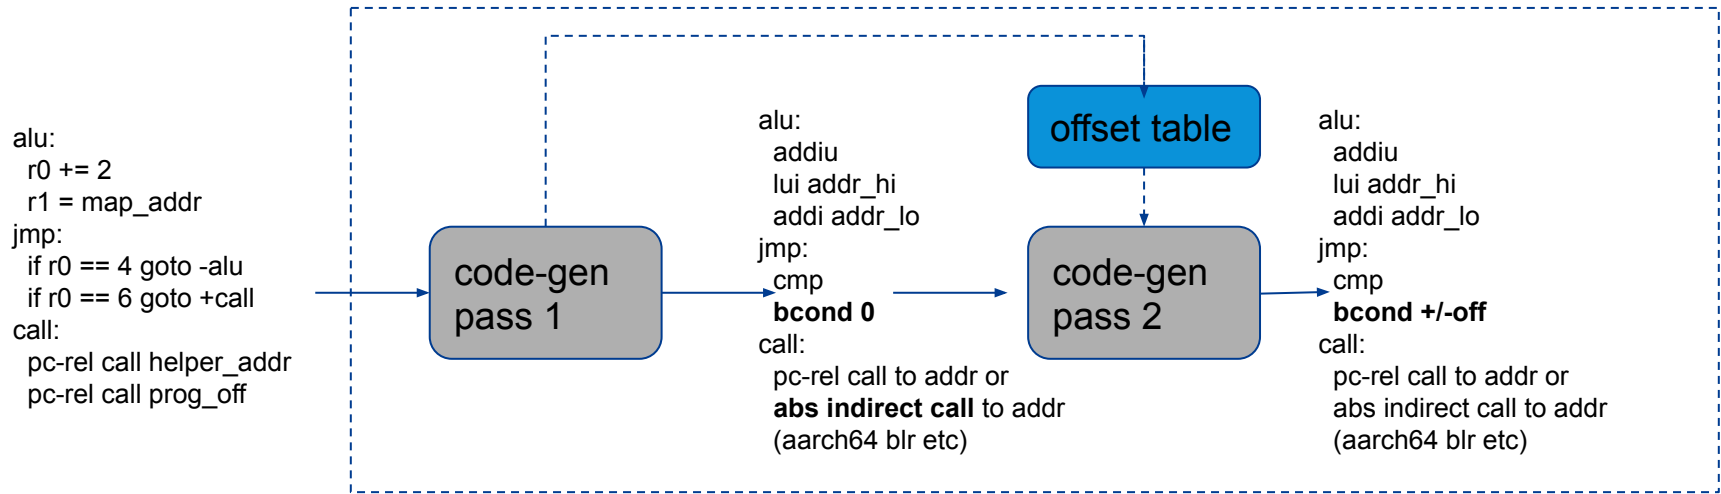 alu:
r0 += 2
r1 = map_addr
jmp:
if r0 == 4 goto -alu
if r0 == 6 goto +call
call:
pc-rel call helper_addr
pc-rel call prog_off
code-gen
pass 1
alu:
addiu
lui addr_hi
addi addr_lo
jmp:
cmp
bcond 0
call:
pc-rel call to addr or
abs indirect call to addr
(aarch64 blr etc)
offset table
code-gen
pass 2
alu:
addiu
lui addr_hi
addi addr_lo
jmp:
cmp
bcond +/-off
call:
pc-rel call to addr or
abs indirect call to addr
(aarch64 blr etc)